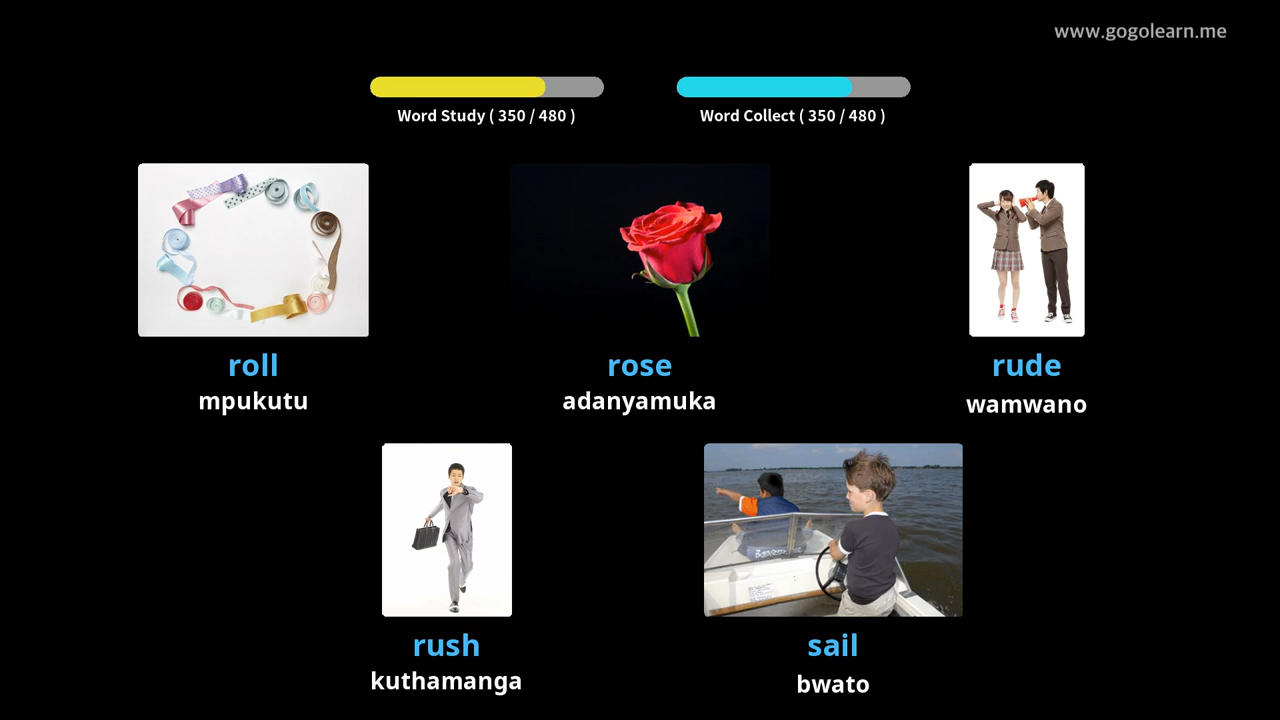 www.gogolearn.me
Word Study ( 350 / 480 )
Word Collect ( 350 / 480 )
roll
mpukutu
rose
adanyamuka
rude
wamwano
rush
kuthamanga
sail
bwato